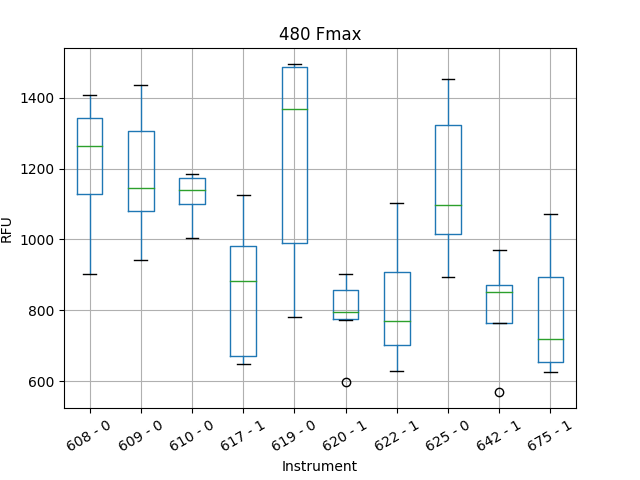 480 Fmax
1400
1200
1000
800
600
RFU
608 - 0
609 - 0
610 - 0
617 - 1
619 - 0
620 - 1
622 - 1
625 - 0
642 - 1
675 - 1
Instrument